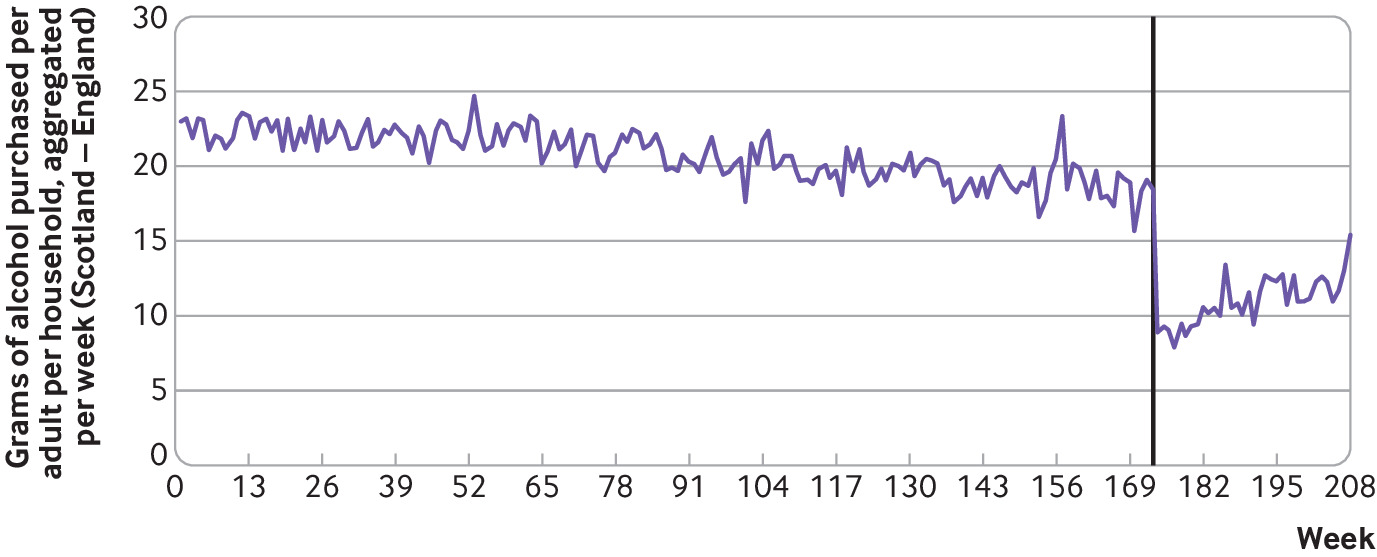 Grams of alcohol purchased per
adult per household, aggregated
per week (Scotland – England)
30
25
20
15
10
5
0
0 13 26 39 52 65 78 91 104 117 130 143 156 169 182 195 208
Week